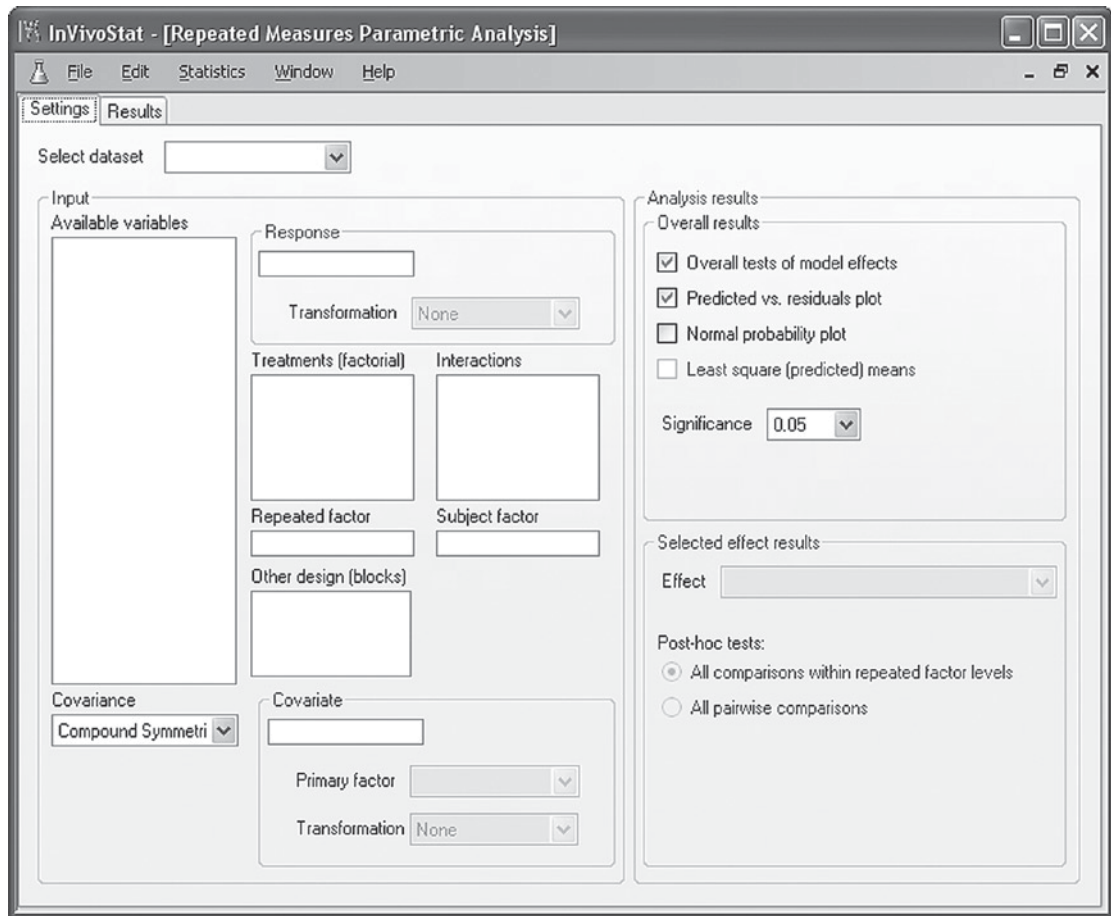 InVivoStat - [Repeated Measures Parametric Analysis]
File Edit Statistics Window Help
Settings Results
Select dataset
Input
Available variables
Response
Transformation None
Treatments (factorial) Interactions
Repeated factor Subject factor
Other design (blocks)
Covariance
Compound Symmetri
Covariate
Primary factor
Transformation None
Analysis results
Overall results
Overall tests of model effects
Predicted vs. residuals plot
Normal probability plot
Least square (predicted) means
Significance 0.05
Selected effect results
Effect
Post-hoc tests:
All comparisons within repeated factor levels
All pairwise comparisons